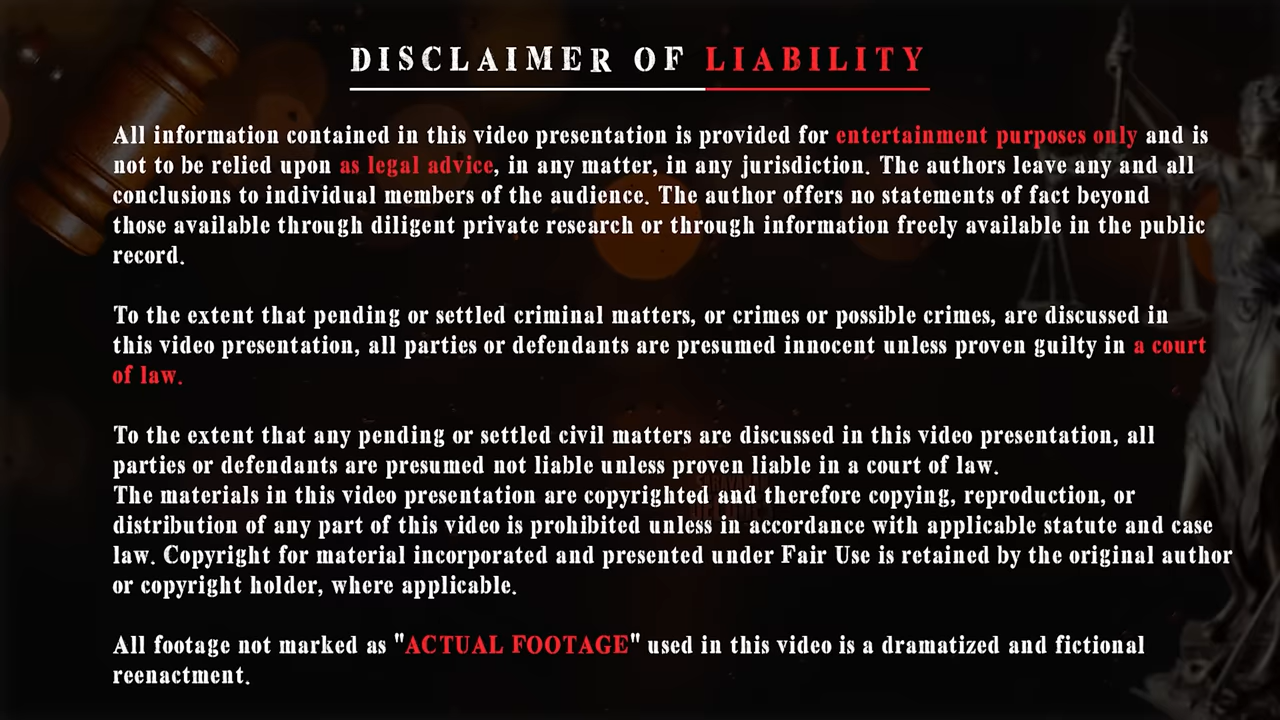 DISCLAIMER OF LIABILITY
All information contained in this video presentation is provided for entertainment purposes only and is
not to be relied upon as legal advice, in any matter, in any jurisdiction. The authors leave any and all
conclusions to individual members of the audience. The author offers no statements of fact beyond
those available through diligent private research or through information freely available in the public
record.
To the extent that pending or settled criminal matters, or crimes or possible crimes, are discussed in
this video presentation, all parties or defendants are presumed innocent unless proven guilty in a court
of law.
To the extent that any pending or settled civil matters are discussed in this video presentation, all
parties or defendants are presumed not liable unless proven liable in a court of law.
The materials in this video presentation are copyrighted and therefore copying, reproduction, or
distribution of any part of this video is prohibited unless in accordance with applicable statute and case
law. Copyright for material incorporated and presented under Fair Use is retained by the original author
or copyright holder, where applicable.
All footage not marked as "ACTUAL FOOTAGE" used in this video is a dramatized and fictional
reenactment.